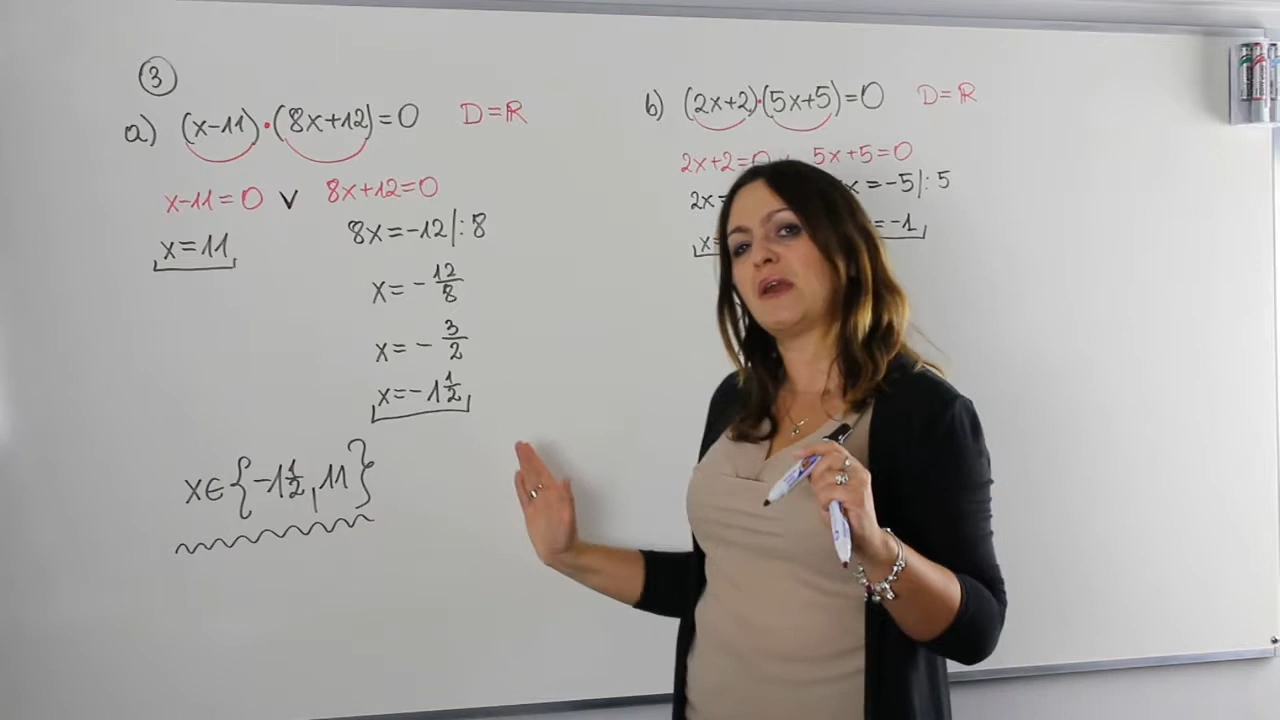 ③
a) (x-11)·(8x+12)=0 D=ℝ
x-11=0 ∨ 8x+12=0
x=11 8x=-12|:8
x=-12/8
x=-3/2
x=-1 1/2
x∈{-1 1/2, 11}
b) (2x+2)·(5x+5)=0 D=ℝ
2x+2=0 5x+5=0
2x= x=-5|:5
x= =-1